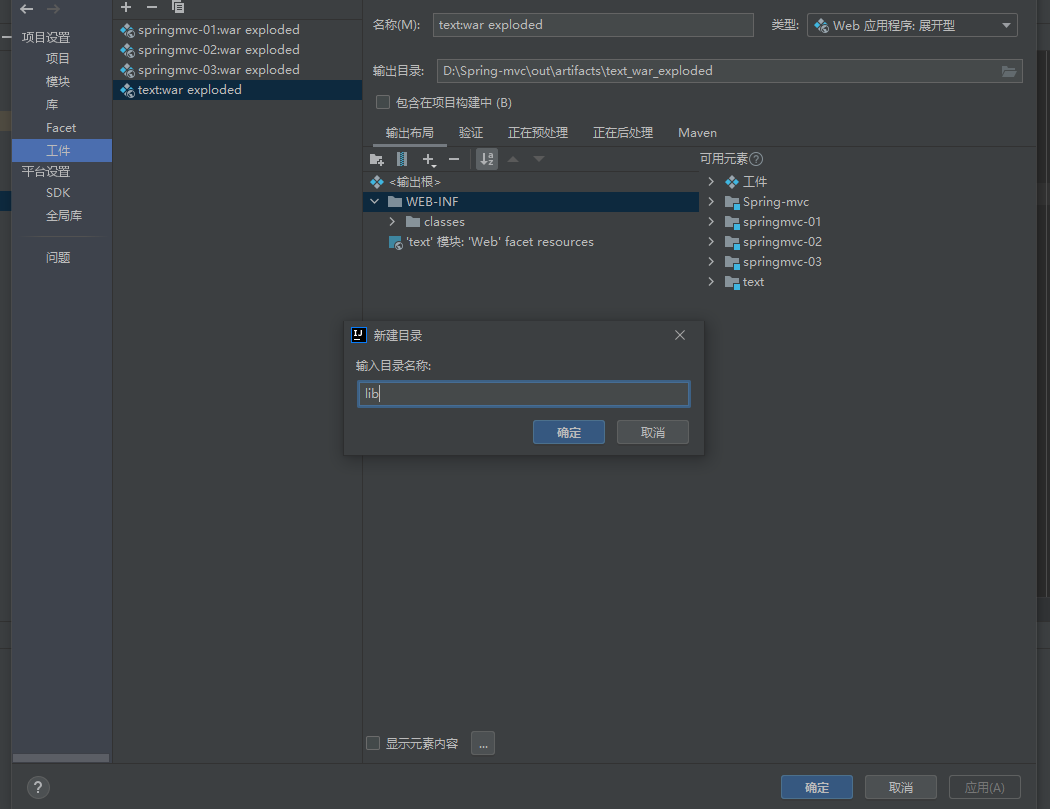 项目设置
项目
模块
库
Facet
工件
平台设置
SDK
全局库
问题
springmvc-01:war exploded
springmvc-02:war exploded
springmvc-03:war exploded
text:war exploded
名称(M): text:war exploded 类型: Web 应用程序: 展开型
输出目录: D:\Spring-mvc\out\artifacts\text_war_exploded
包含在项目构建中 (B)
输出布局 验证 正在预处理 正在后处理 Maven
可用元素?
<输出根>
WEB-INF
classes
'text' 模块: 'Web' facet resources
工件
Spring-mvc
springmvc-01
springmvc-02
springmvc-03
text
新建目录
输入目录名称:
lib
确定 取消
显示元素内容 ...
? 确定 取消 应用(A)